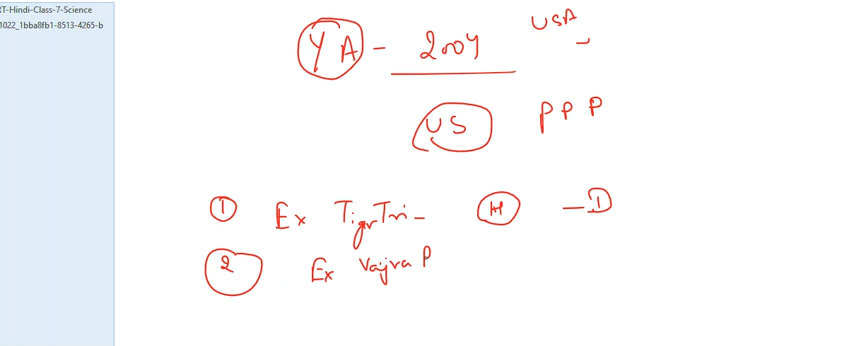 RT-Hindi-Class-7-Science
1022_1bba8fb1-8513-4265-b
YA - 2004 USA
US PPP
① Ex Tigr Tri- Ⓗ - D
② Ex Vajra P